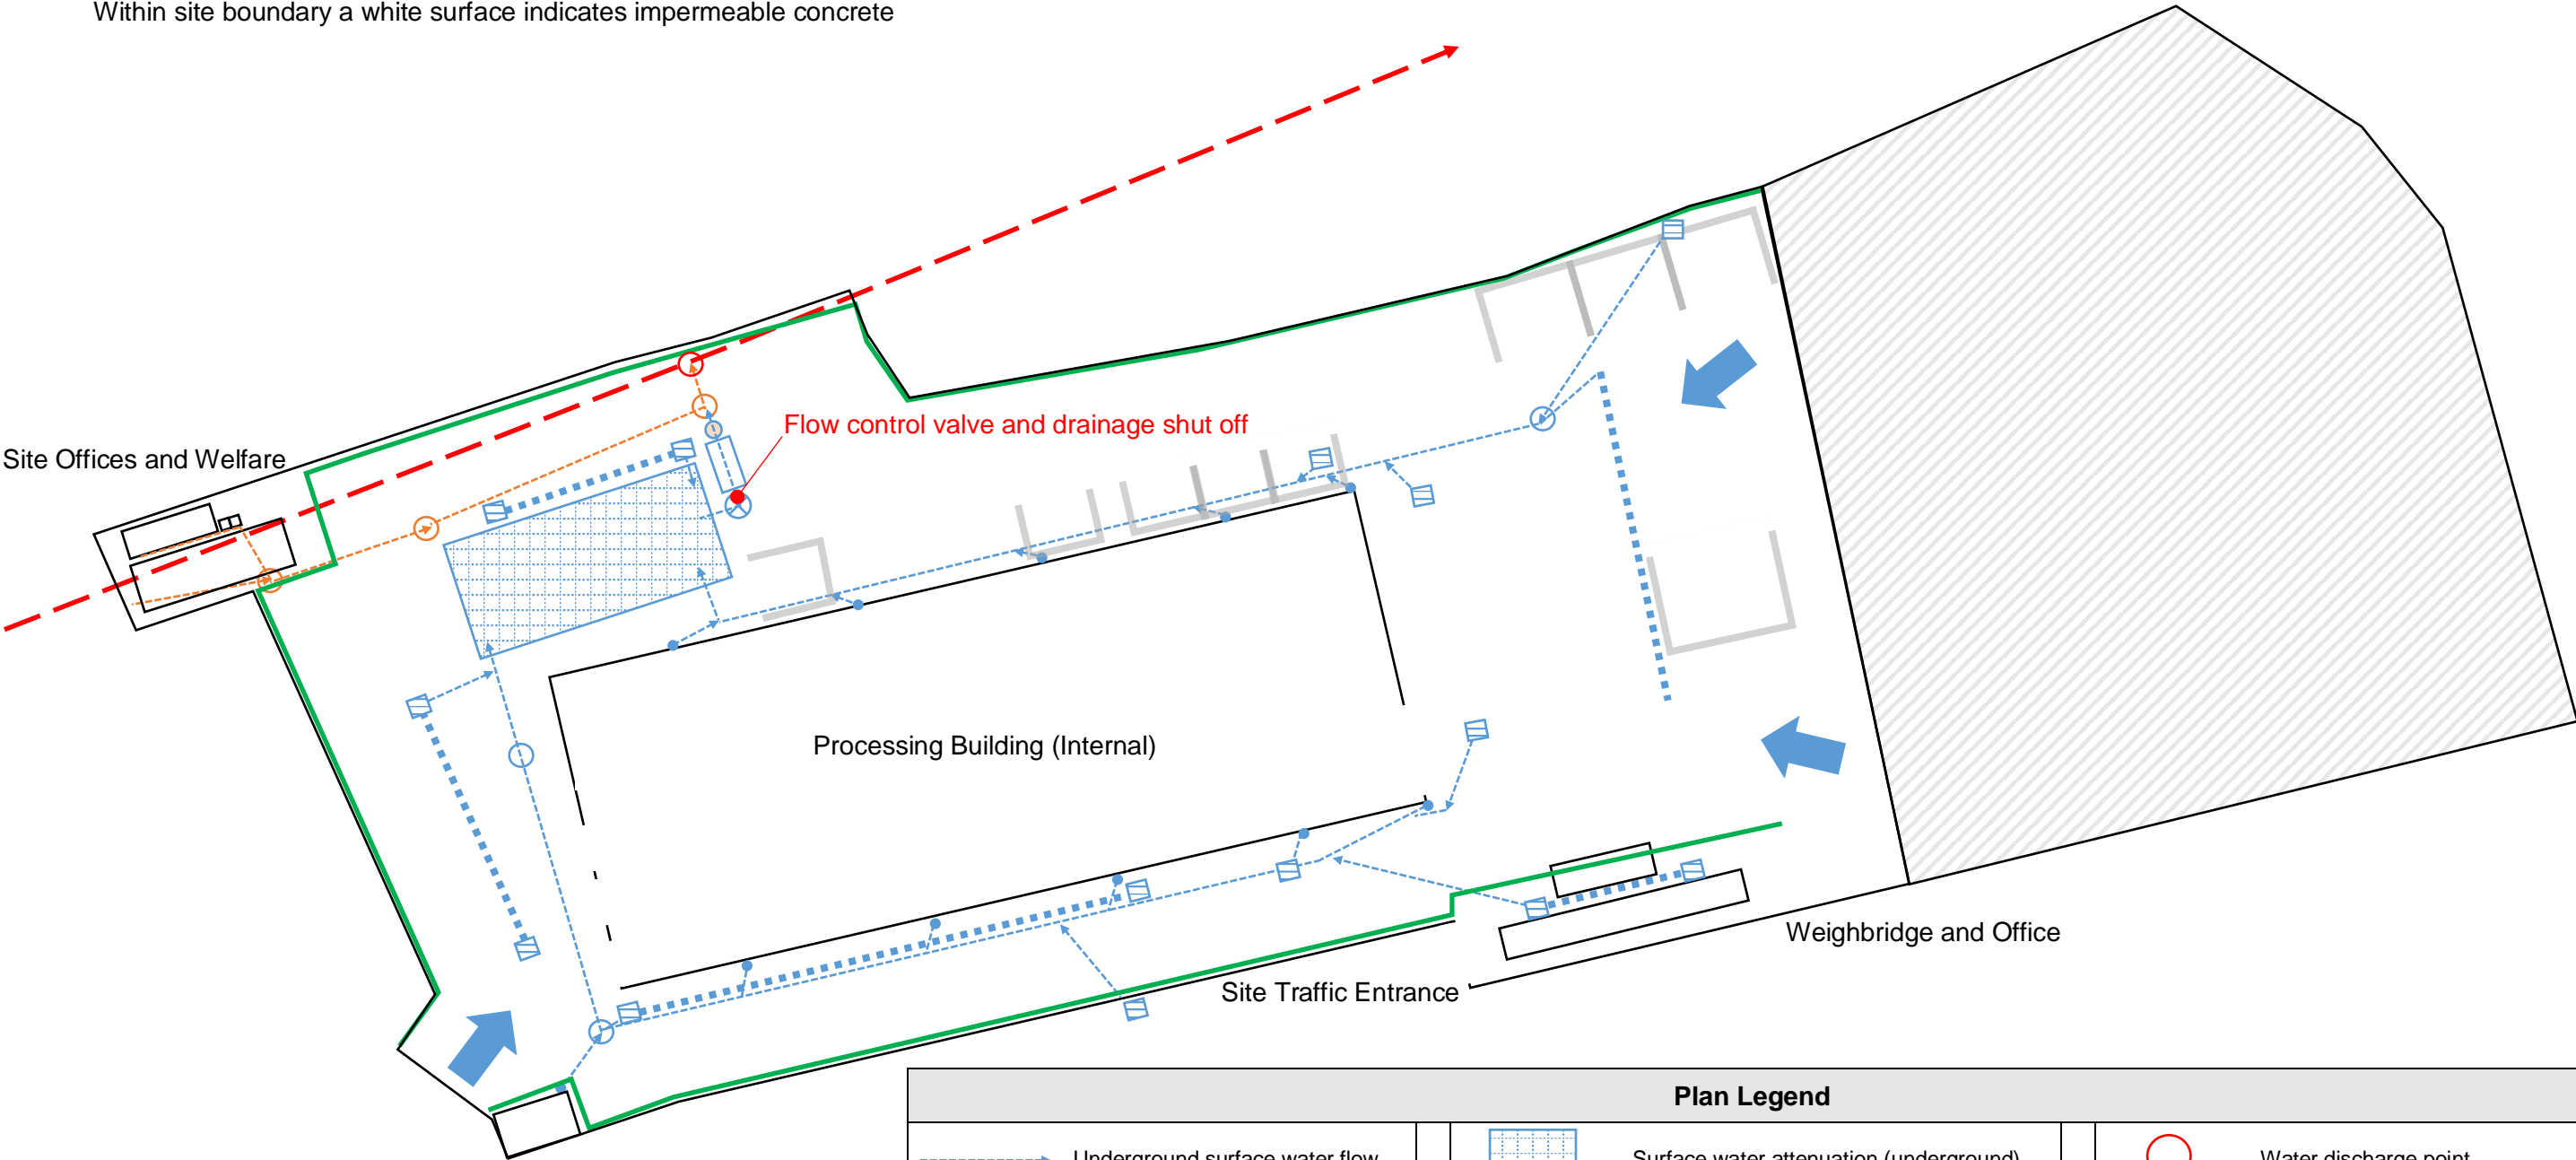 Within site boundary a white surface indicates impermeable concrete
Flow control valve and drainage shut off
Site Offices and Welfare
Processing Building (Internal)
Weighbridge and Office
Site Traffic Entrance
Plan Legend
Underground surface water flow
Surface water attenuation (underground)
Water discharge point